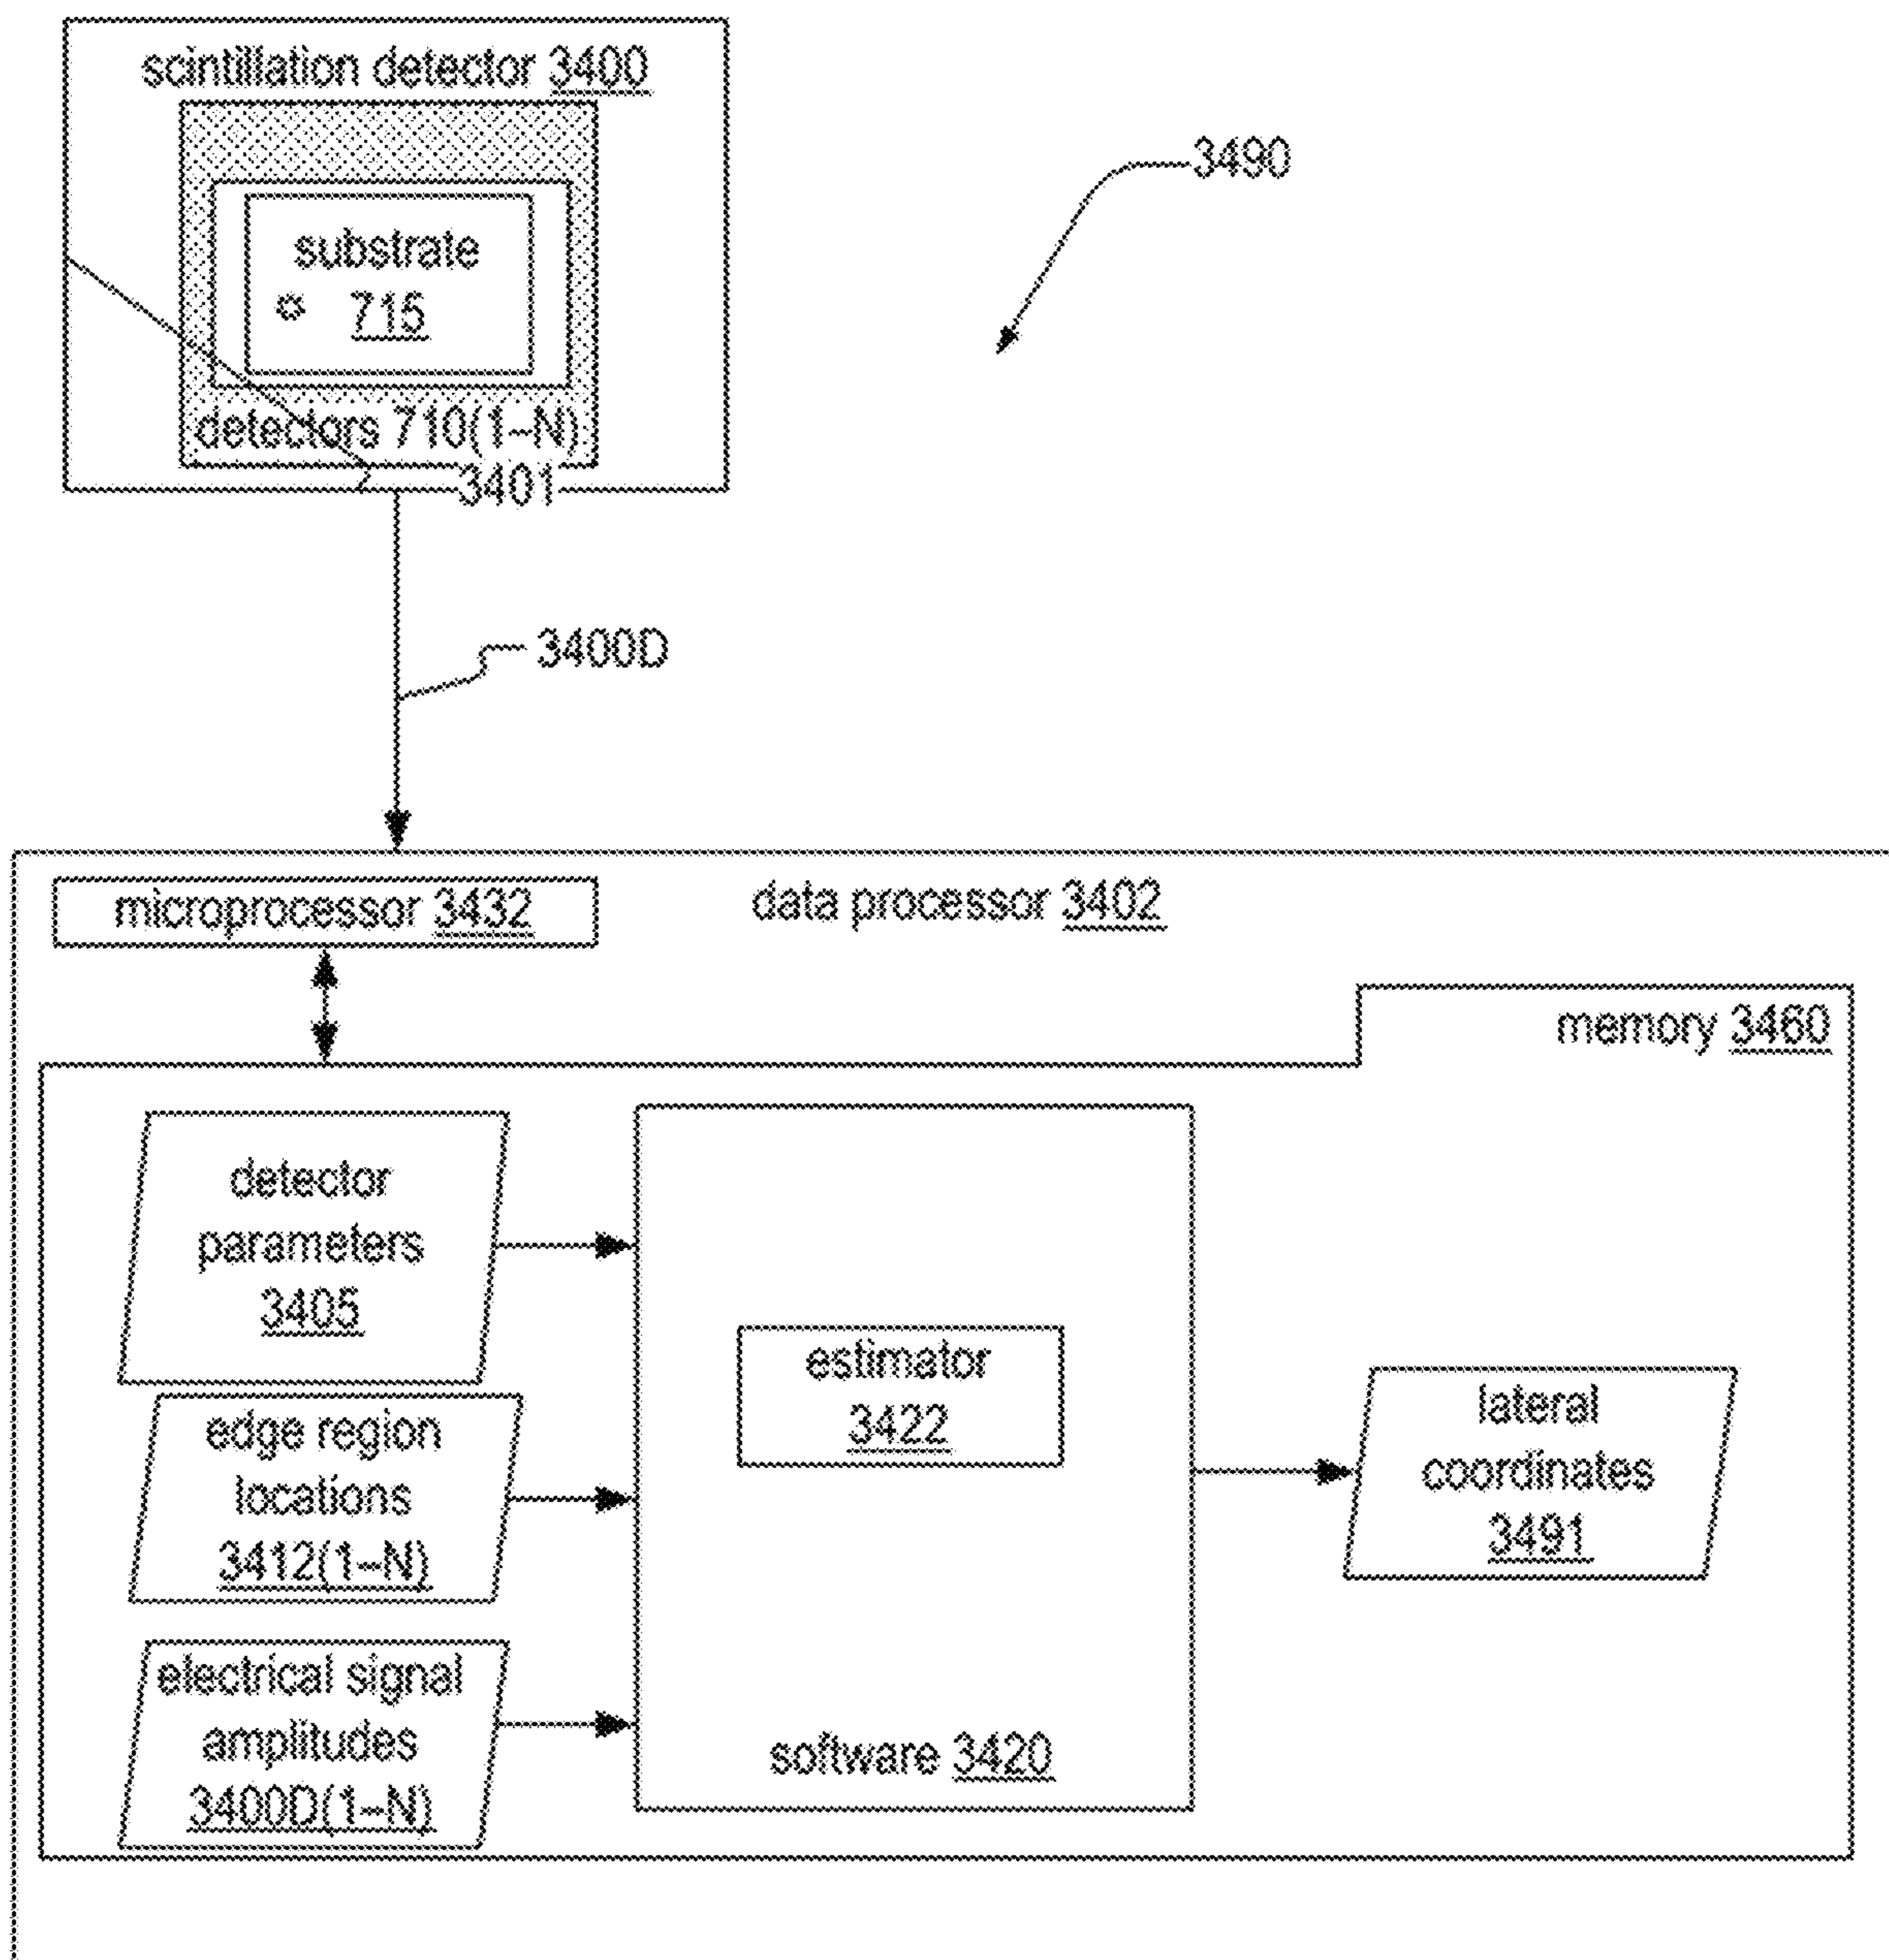 scintillation detector 3400
3490
substrate
715
detectors 710(1–N)
3401
3400D
microprocessor 3432
data processor 3402
memory 3460
detector
parameters
3405
edge region
locations
3412(1–N)
electrical signal
amplitudes
3400D(1–N)
estimator
3422
software 3420
lateral
coordinates
3491